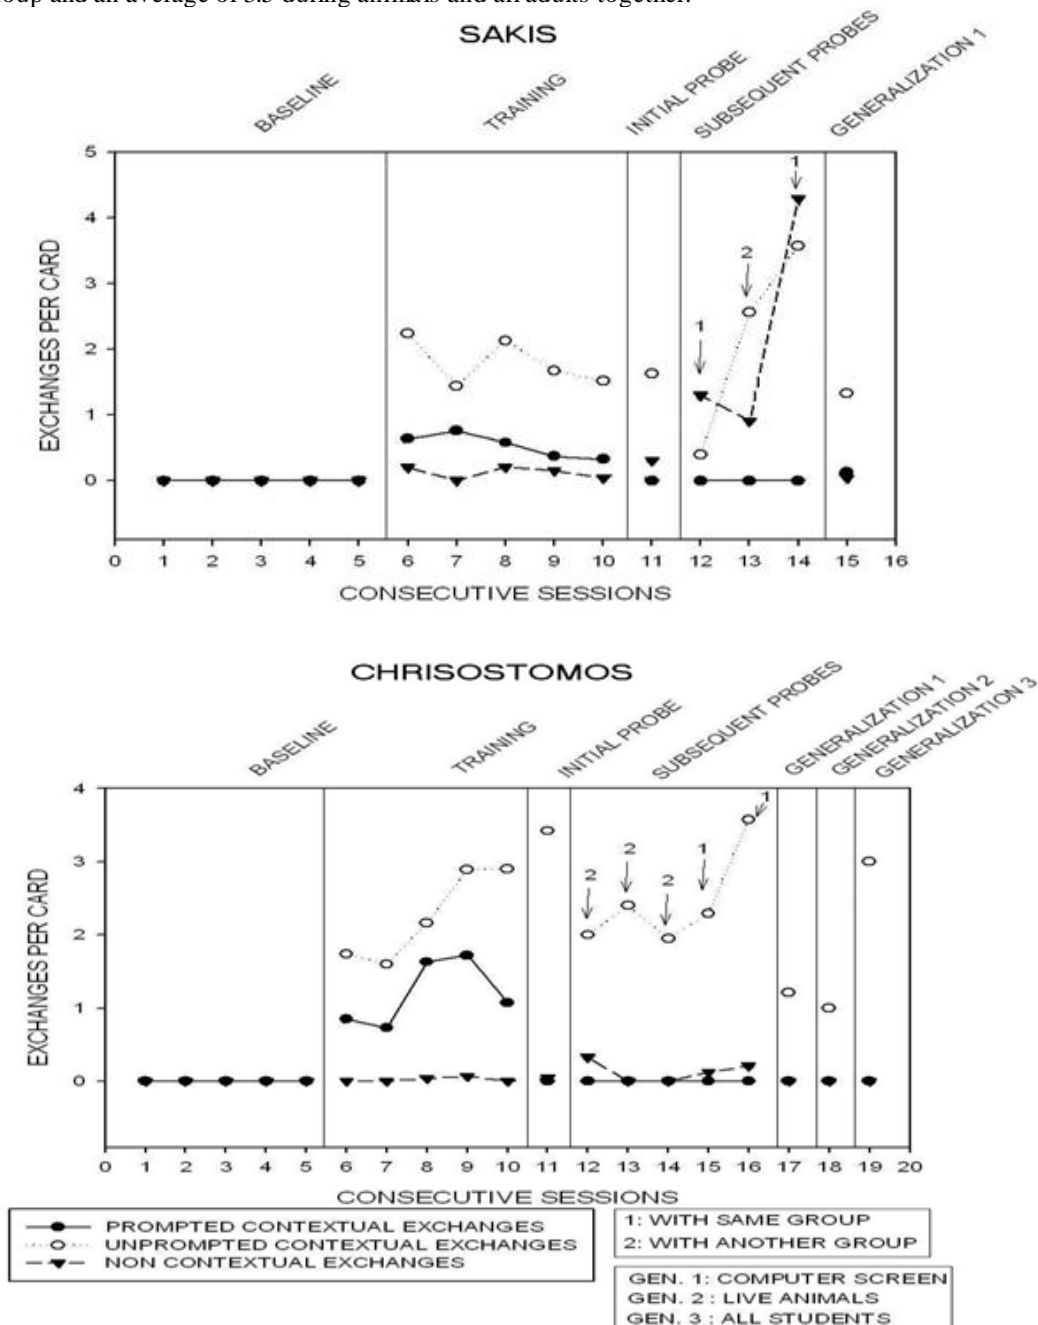 oup and an average of 3.3 during animals and all adults together.
SAKIS
BASELINE
TRAINING
INITIAL PROBE
SUBSEQUENT PROBES
GENERALIZATION 1
EXCHANGES PER CARD
5
4
3
2
1
0
1
2
1
0 1 2 3 4 5 6 7 8 9 10 11 12 13 14 15 16
CONSECUTIVE SESSIONS
CHRISOSTOMOS
BASELINE
TRAINING
INITIAL PROBE
SUBSEQUENT PROBES
GENERALIZATION 1
GENERALIZATION 2
GENERALIZATION 3
EXCHANGES PER CARD
4
3
2
1
0
2
2
2
1
1
0 1 2 3 4 5 6 7 8 9 10 11 12 13 14 15 16 17 18 19 20
CONSECUTIVE SESSIONS
PROMPTED CONTEXTUAL EXCHANGES
UNPROMPTED CONTEXTUAL EXCHANGES
NON CONTEXTUAL EXCHANGES
1: WITH SAME GROUP
2: WITH ANOTHER GROUP
GEN. 1: COMPUTER SCREEN
GEN. 2 : LIVE ANIMALS
GEN. 3 : ALL STUDENTS